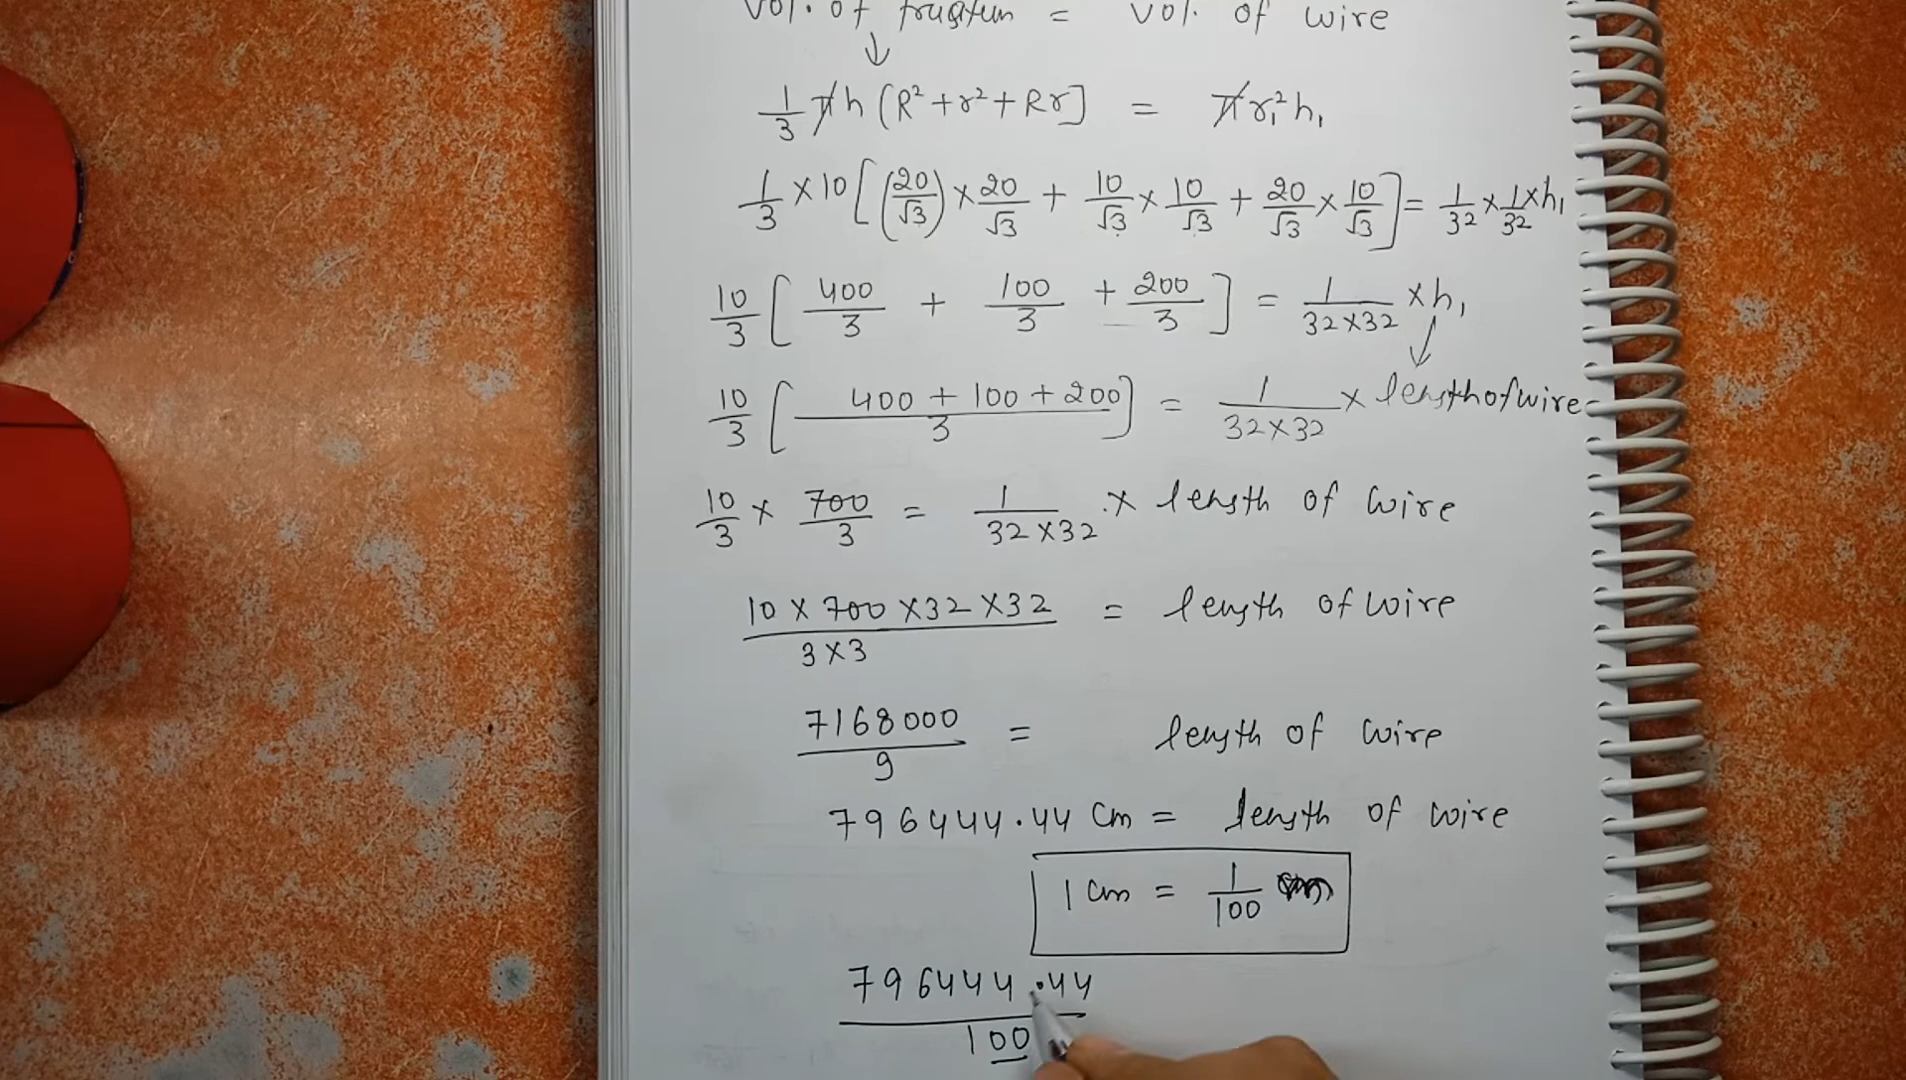 Vol. of frustum = Vol. of wire
↓
1/3 πh (R² + r² + Rr] = πr₁² h₁
1/3 × 10 [(20/√3) × 20/√3 + 10/√3 × 10/√3 + 20/√3 × 10/√3] = 1/32 × 1/32 × h₁
10/3 [400/3 + 100/3 + 200/3] = 1/32×32 × h₁
10/3 [400 + 100 + 200/3] = 1/32×32 × length of wire
10/3 × 700/3 = 1/32×32 × length of wire
10 × 700 × 32 × 32/3×3 = length of wire
7168000/9 = length of wire
796444.44 cm = length of wire
1 cm = 1/100
796444.44/100